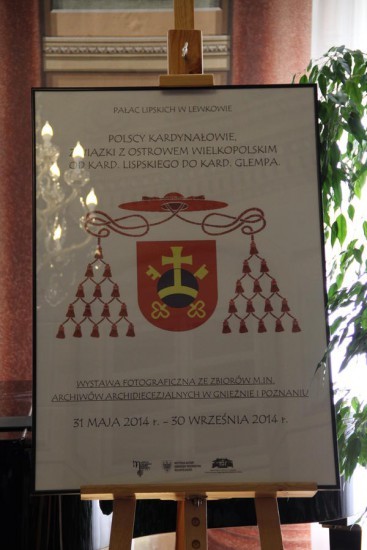 PAŁAC LIPSKICH W LEWKOWIE
POLSCY KARDYNAŁOWIE,
ZWIĄZKI Z OSTROWEM WIELKOPOLSKIM
OD KARD. LISPSKIEGO DO KARD. GLEMPA.
WYSTAWA FOTOGRAFICZNA ZE ZBIORÓW M.IN.
ARCHIWÓW ARCHIDIECEZJALNYCH W GNIEŹNIE I POZNANIU
31 MAJA 2014 r. – 30 WRZEŚNIA 2014 r.